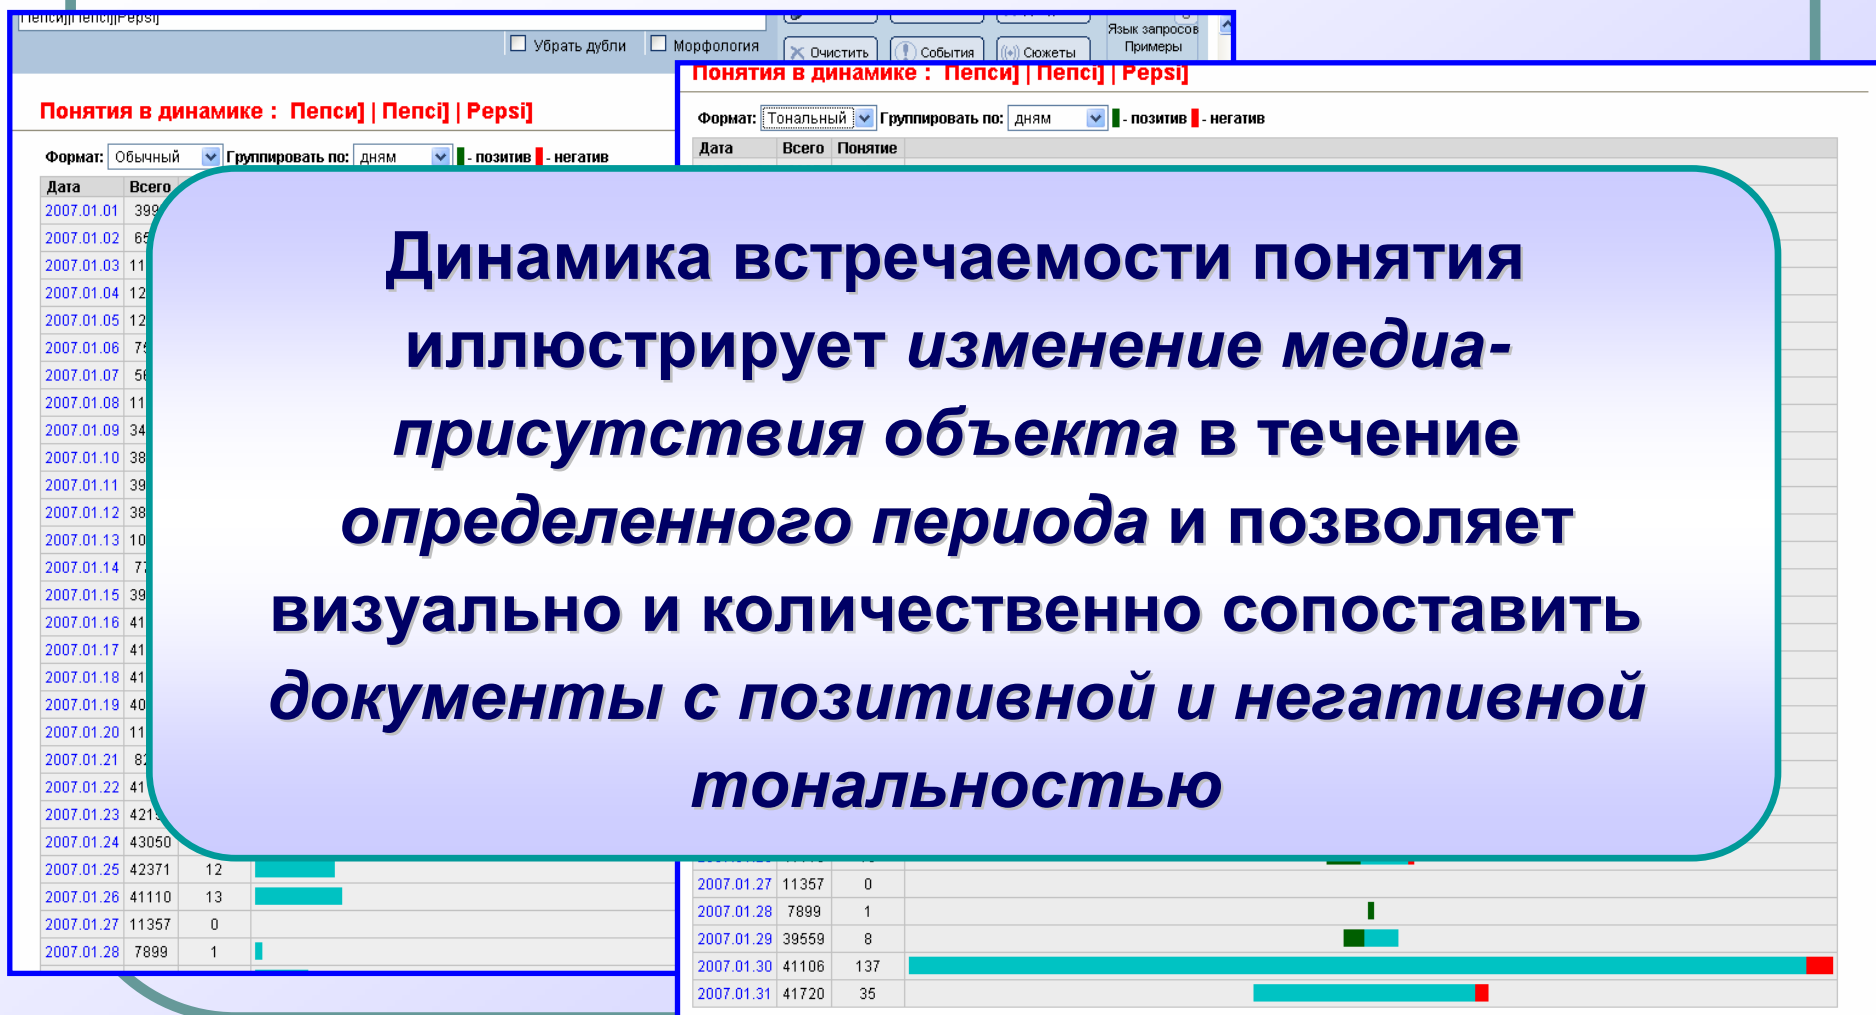 Пепси]|Пепсі]|Pepsi]
Убрать дубли
Морфология
Очистить
События
Сюжеты
Язык запросов
Примеры
Понятия в динамике : Пепси] | Пепсі] | Pepsi]
Формат: Обычный Группировать по: дням - позитив - негатив
Дата Всего
2007.01.01
2007.01.02
2007.01.03
2007.01.04
2007.01.05
2007.01.06
2007.01.07
2007.01.08
2007.01.09
2007.01.10
2007.01.11
2007.01.12
2007.01.13
2007.01.14
2007.01.15
2007.01.16
2007.01.17
2007.01.18
2007.01.19
2007.01.20
2007.01.21
2007.01.22
2007.01.23
2007.01.24 43050
2007.01.25 42371 12
2007.01.26 41110 13
2007.01.27 11357 0
2007.01.28 7899 1
Понятия в динамике : Пепси] | Пепсі] | Pepsi]
Формат: Тональный Группировать по: дням - позитив - негатив
Дата Всего Понятие
Динамика встречаемости понятия
иллюстрирует изменение медиа-
присутствия объекта в течение
определенного периода и позволяет
визуально и количественно сопоставить
документы с позитивной и негативной
тональностью
2007.01.27 11357 0
2007.01.28 7899 1
2007.01.29 39559 8
2007.01.30 41106 137
2007.01.31 41720 35